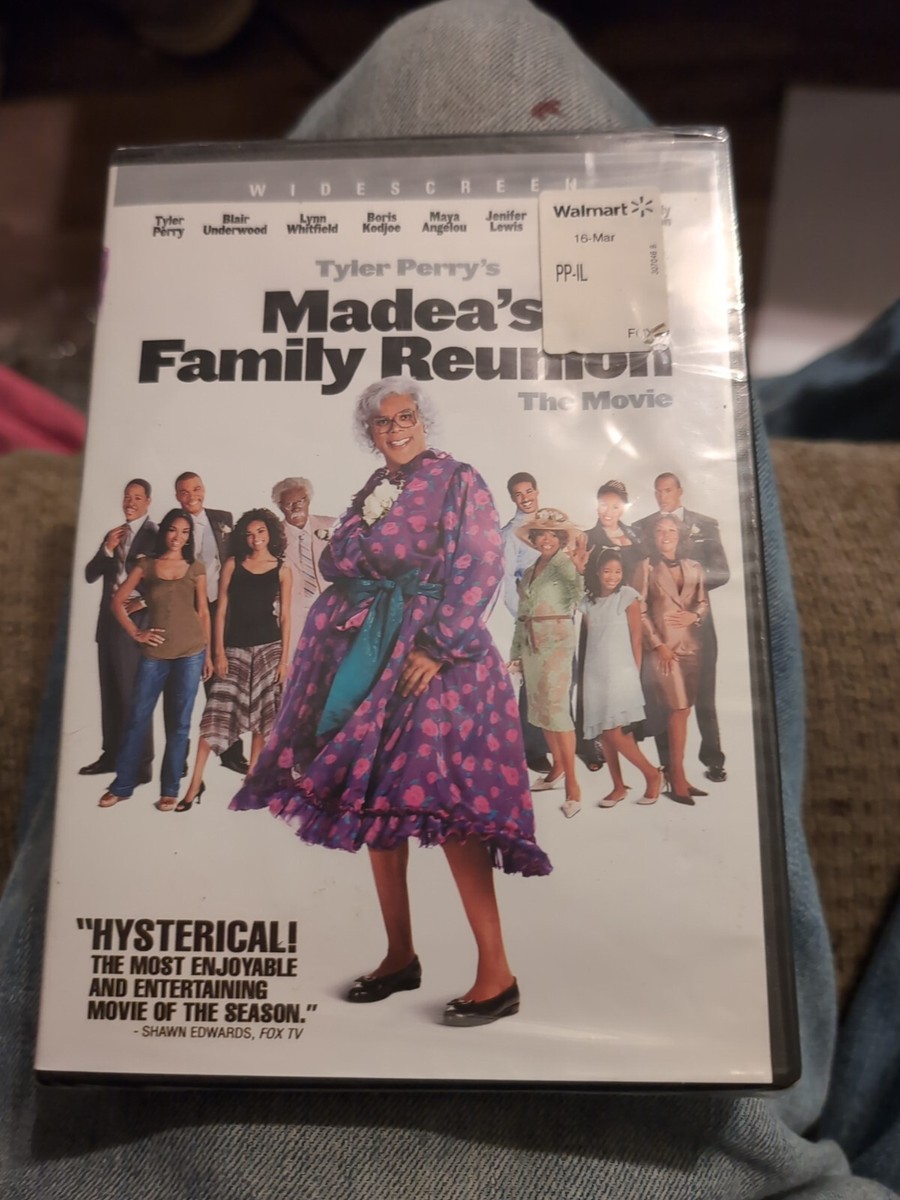 WIDESCREEN
Tyler Perry
Blair Underwood
Lynn Whitfield
Boris Kodjoe
Maya Angelou
Jenifer Lewis
Walmart
16-Mar
PP-IL
Tyler Perry's
Madea's
Family Reunion
The Movie
"HYSTERICAL!
THE MOST ENJOYABLE
AND ENTERTAINING
MOVIE OF THE SEASON."
- SHAWN EDWARDS, FOX TV